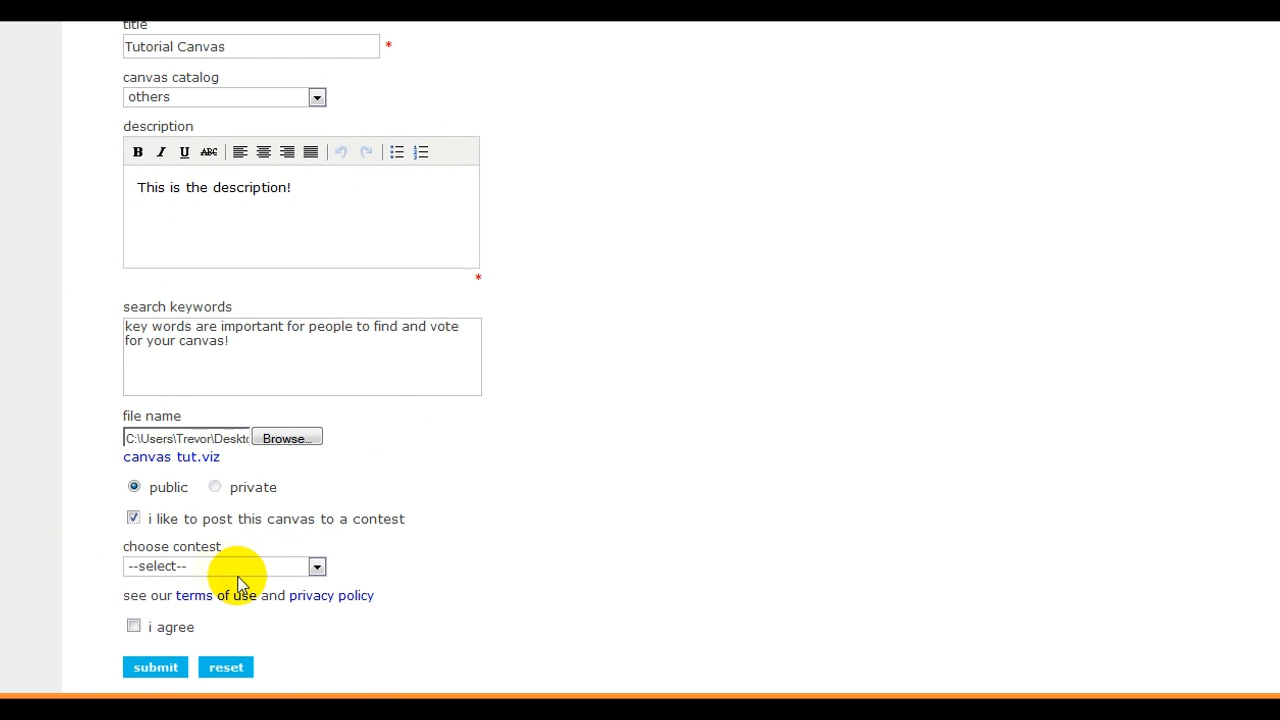 title
Tutorial Canvas *
canvas catalog
others
description
B I U ABC
This is the description!
*
search keywords
key words are important for people to find and vote
for your canvas!
file name
C:\Users\Trevor\Deskto Browse...
canvas tut.viz
public private
i like to post this canvas to a contest
choose contest
--select--
see our terms of use and privacy policy
i agree
submit reset